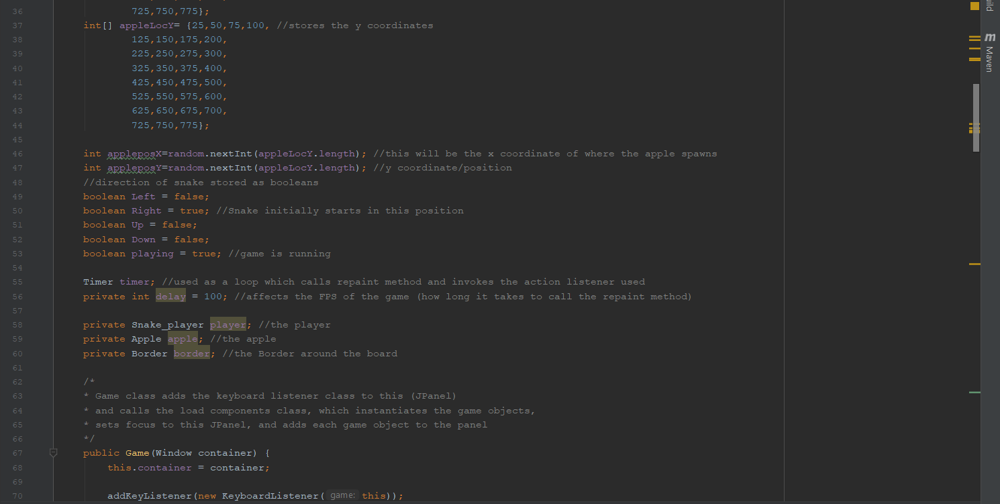 36 725,750,775};
37 int[] appleLocY= {25,50,75,100, //stores the y coordinates
38 125,150,175,200,
39 225,250,275,300,
40 325,350,375,400,
41 425,450,475,500,
42 525,550,575,600,
43 625,650,675,700,
44 725,750,775};
45
46 int appleposX=random.nextInt(appleLocY.length); //this will be the x coordinate of where the apple spawns
47 int appleposY=random.nextInt(appleLocY.length); //y coordinate/position
48 //direction of snake stored as booleans
49 boolean Left = false;
50 boolean Right = true; //Snake initially starts in this position
51 boolean Up = false;
52 boolean Down = false;
53 boolean playing = true; //game is running
54
55 Timer timer; //used as a loop which calls repaint method and invokes the action listener used
56 private int delay = 100; //affects the FPS of the game (how long it takes to call the repaint method)
57
58 private Snake_player player; //the player
59 private Apple apple; //the apple
60 private Border border; //the Border around the board
61
62 /*
63 * Game class adds the keyboard listener class to this (JPanel)
64 * and calls the load components class, which instantiates the game objects,
65 * sets focus to this JPanel, and adds each game object to the panel
66 */
67 public Game(Window container) {
68 this.container = container;
69
70 addKeyListener(new KeyboardListener( game: this));
m Maven